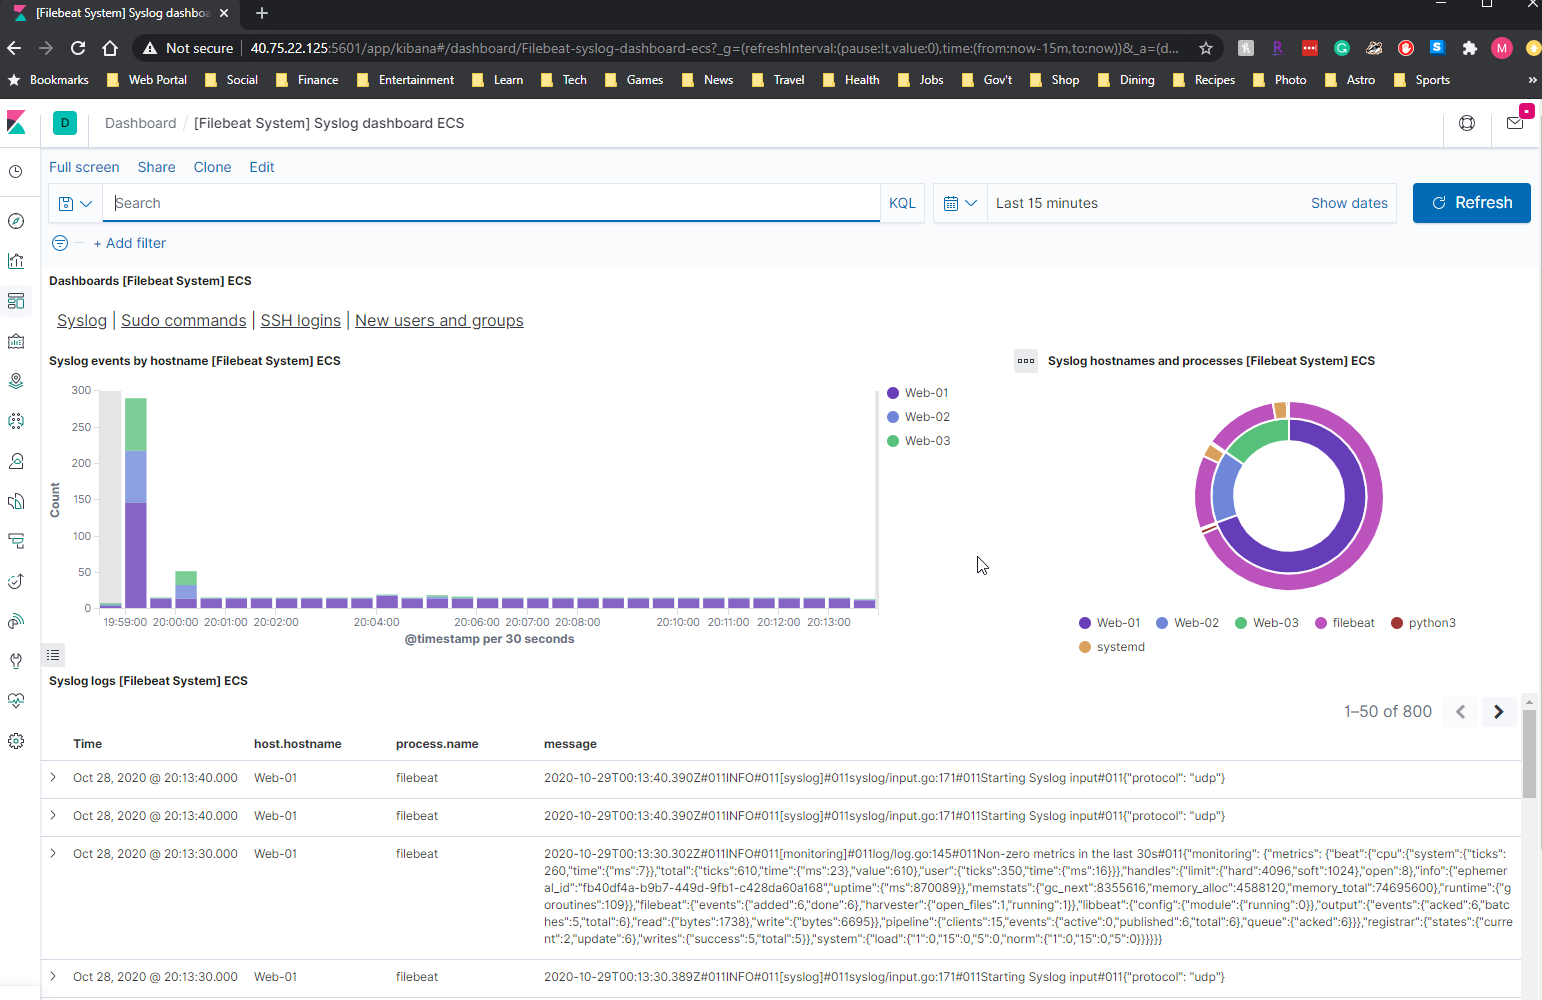 [Filebeat System] Syslog dashboa
Not secure 40.75.22.125:5601/app/kibana#/dashboard/Filebeat-syslog-dashboard-ecs?_g=(refreshInterval:(pause:!t,value:0),time:(from:now-15m,to:now))&_a=(d...
M
Bookmarks Web Portal Social Finance Entertainment Learn Tech Games News Travel Health Jobs Gov't Shop Dining Recipes Photo Astro Sports »
D Dashboard / [Filebeat System] Syslog dashboard ECS
Full screen Share Clone Edit
Search KQL Last 15 minutes Show dates Refresh
+ Add filter
Dashboards [Filebeat System] ECS
Syslog | Sudo commands | SSH logins | New users and groups
Syslog events by hostname [Filebeat System] ECS
300
250
200
150
100
50
0
Count
19:59:00 20:00:00 20:01:00 20:02:00 20:04:00 20:06:00 20:07:00 20:08:00 20:10:00 20:11:00 20:12:00 20:13:00
@timestamp per 30 seconds
Web-01
Web-02
Web-03
Syslog hostnames and processes [Filebeat System] ECS
Web-01 Web-02 Web-03 filebeat python3
systemd
Syslog logs [Filebeat System] ECS
1–50 of 800
Time host.hostname process.name message
Oct 28, 2020 @ 20:13:40.000 Web-01 filebeat 2020-10-29T00:13:40.390Z#011INFO#011[syslog]#011syslog/input.go:171#011Starting Syslog input#011{"protocol": "udp"}
Oct 28, 2020 @ 20:13:40.000 Web-01 filebeat 2020-10-29T00:13:40.390Z#011INFO#011[syslog]#011syslog/input.go:171#011Starting Syslog input#011{"protocol": "udp"}
Oct 28, 2020 @ 20:13:30.000 Web-01 filebeat 2020-10-29T00:13:30.302Z#011INFO#011[monitoring]#011log/log.go:145#011Non-zero metrics in the last 30s#011{"monitoring": {"metrics": {"beat":{"cpu":{"system":{"ticks":
260,"time":{"ms":7}},"total":{"ticks":610,"time":{"ms":23},"value":610},"user":{"ticks":350,"time":{"ms":16}}},"handles":{"limit":{"hard":4096,"soft":1024},"open":8},"info":{"ephemer
al_id":"fb40df4a-b9b7-449d-9fb1-c428da60a168","uptime":{"ms":870089}},"memstats":{"gc_next":8355616,"memory_alloc":4588120,"memory_total":74695600},"runtime":{"g
oroutines":109}},"filebeat":{"events":{"added":6,"done":6},"harvester":{"open_files":1,"running":1}},"libbeat":{"config":{"module":{"running":0}},"output":{"events":{"acked":6,"batc
hes":5,"total":6},"read":{"bytes":1738},"write":{"bytes":6695}},"pipeline":{"clients":15,"events":{"active":0,"published":6,"total":6},"queue":{"acked":6}}},"registrar":{"states":{"curre
nt":2,"update":6},"writes":{"success":5,"total":5}},"system":{"load":{"1":0,"15":0,"5":0,"norm":{"1":0,"15":0,"5":0}}}}}}
Oct 28, 2020 @ 20:13:30.000 Web-01 filebeat 2020-10-29T00:13:30.389Z#011INFO#011[syslog]#011syslog/input.go:171#011Starting Syslog input#011{"protocol": "udp"}